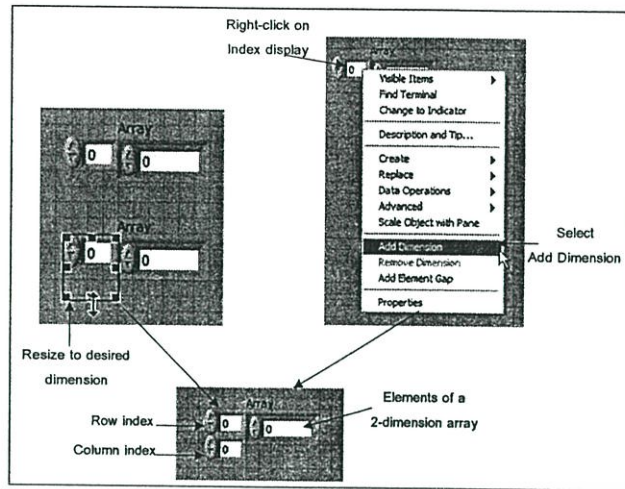 Right-click on
Index display
Array
0
Visible Items
Find Terminal
Change to Indicator
Description and Tip...
Create
Replace
Data Operations
Advanced
Scale Object with Pane
Add Dimension
Remove Dimension
Add Element Gap
Properties
Select
Add Dimension
Array
0
0
Array
0
0
Resize to desired
dimension
Array
0
0
0
Row index
Column index
Elements of a
2-dimension array